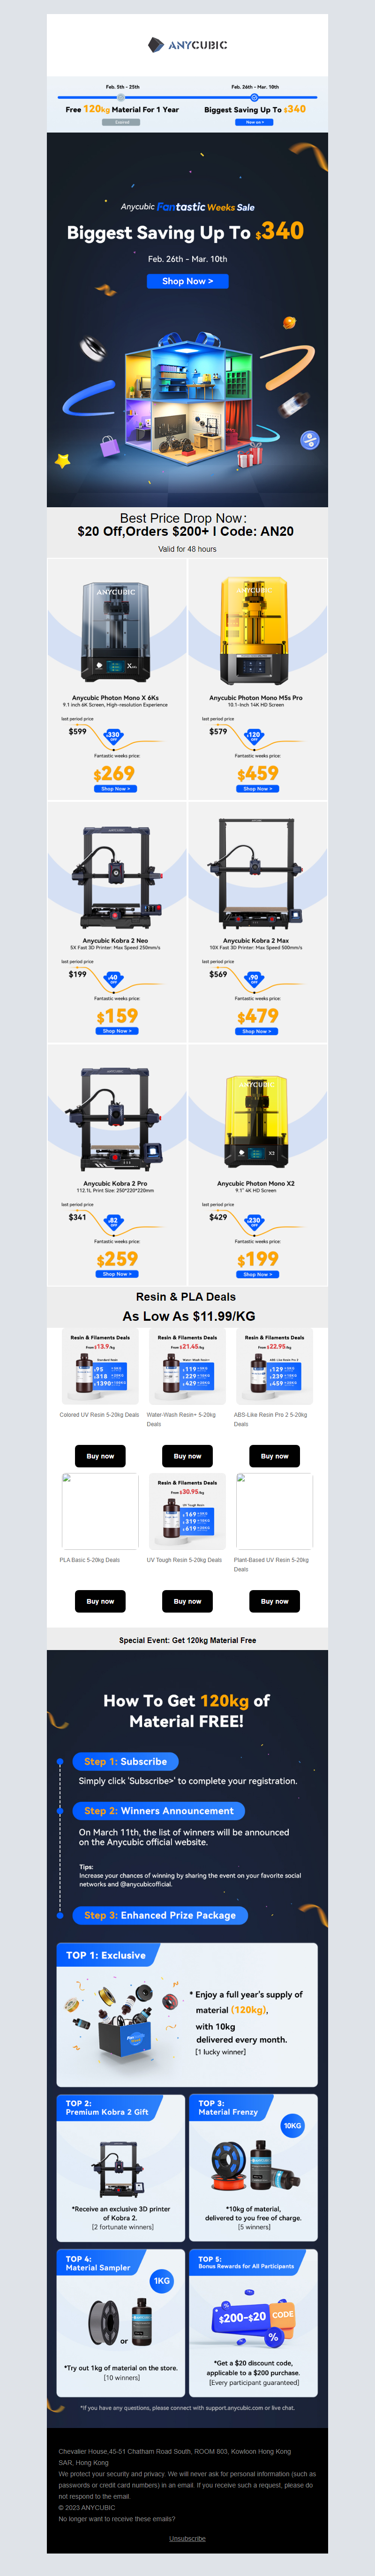 ANYCUBIC
Feb. 5th - 25th
Feb. 26th - Mar. 10th
Free 120kg Material For 1 Year
Biggest Saving Up To $340
Expired
Now on >
Anycubic Fantastic Weeks Sale
Biggest Saving Up To $340
Feb. 26th - Mar. 10th
Shop Now >
Best Price Drop Now:
$20 Off,Orders $200+ I Code: AN20
Valid for 48 hours
ANYCUBIC
Anycubic Photon Mono X 6Ks
9.1 inch 6K Screen, High-resolution Experience
last period price
$599
$330
OFF
Fantastic weeks price:
$269
Shop Now >
ANYCUBIC
Anycubic Photon Mono M5s Pro
10.1-Inch 14K HD Screen
last period price
$579
$120
OFF
Fantastic weeks price:
$459
Shop Now >
Anycubic Kobra 2 Neo
5X Fast 3D Printer: Max Speed 250mm/s
last period price
$199
$40
OFF
Fantastic weeks price:
$159
Shop Now >
Anycubic Kobra 2 Max
10X Fast 3D Printer: Max Speed 500mm/s
last period price
$569
$90
OFF
Fantastic weeks price:
$479
Shop Now >
Anycubic Kobra 2 Pro
112.1L Print Size: 250*220*220mm
last period price
$341
$82
OFF
Fantastic weeks price:
$259
Shop Now >
ANYCUBIC
X2
Anycubic Photon Mono X2
9.1" 4K HD Screen
last period price
$429
$230
OFF
Fantastic weeks price:
$199
Shop Now >
Resin & PLA Deals
As Low As $11.99/KG
Resin & Filaments Deals
From $13.9/kg
Standard Resin
Colored UV Resin 5-20kg Deals
Buy now
Resin & Filaments Deals
From $21.45/kg
Water-Wash Resin+ 5-20kg
Deals
Buy now
Resin & Filaments Deals
From $22.95/kg
ABS-Like Resin Pro 2 5-20kg
Deals
Buy now
PLA Basic 5-20kg Deals
Buy now
Resin & Filaments Deals
From $30.95/kg
UV Tough Resin
UV Tough Resin 5-20kg Deals
Buy now
Plant-Based UV Resin 5-20kg
Deals
Buy now
Special Event: Get 120kg Material Free
How To Get 120kg of
Material FREE!
Step 1: Subscribe
Simply click 'Subscribe>' to complete your registration.
Step 2: Winners Announcement
On March 11th, the list of winners will be announced
on the Anycubic official website.
Tips:
Increase your chances of winning by sharing the event on your favorite social
networks and @anycubicofficial.
Step 3: Enhanced Prize Package
TOP 1: Exclusive
* Enjoy a full year's supply of
material (120kg),
with 10kg
delivered every month.
[1 lucky winner]
TOP 2:
Premium Kobra 2 Gift
*Receive an exclusive 3D printer
of Kobra 2.
[2 fortunate winners]
TOP 3:
Material Frenzy
10KG
*10kg of material,
delivered to you free of charge.
[5 winners]
TOP 4:
Material Sampler
1KG
or
*Try out 1kg of material on the store.
[10 winners]
TOP 5:
Bonus Rewards for All Participants
$200-$20
CODE
%
*Get a $20 discount code,
applicable to a $200 purchase.
[Every participant guaranteed]
*If you have any questions, please connect with support.anycubic.com or live chat.
Chevalier House,45-51 Chatham Road South, ROOM 803, Kowloon Hong Kong
SAR, Hong Kong
We protect your security and privacy. We will never ask for personal information (such as
passwords or credit card numbers) in an email. If you receive such a request, please do
not respond to the email.
© 2023 ANYCUBIC
No longer want to receive these emails?
Unsubscribe